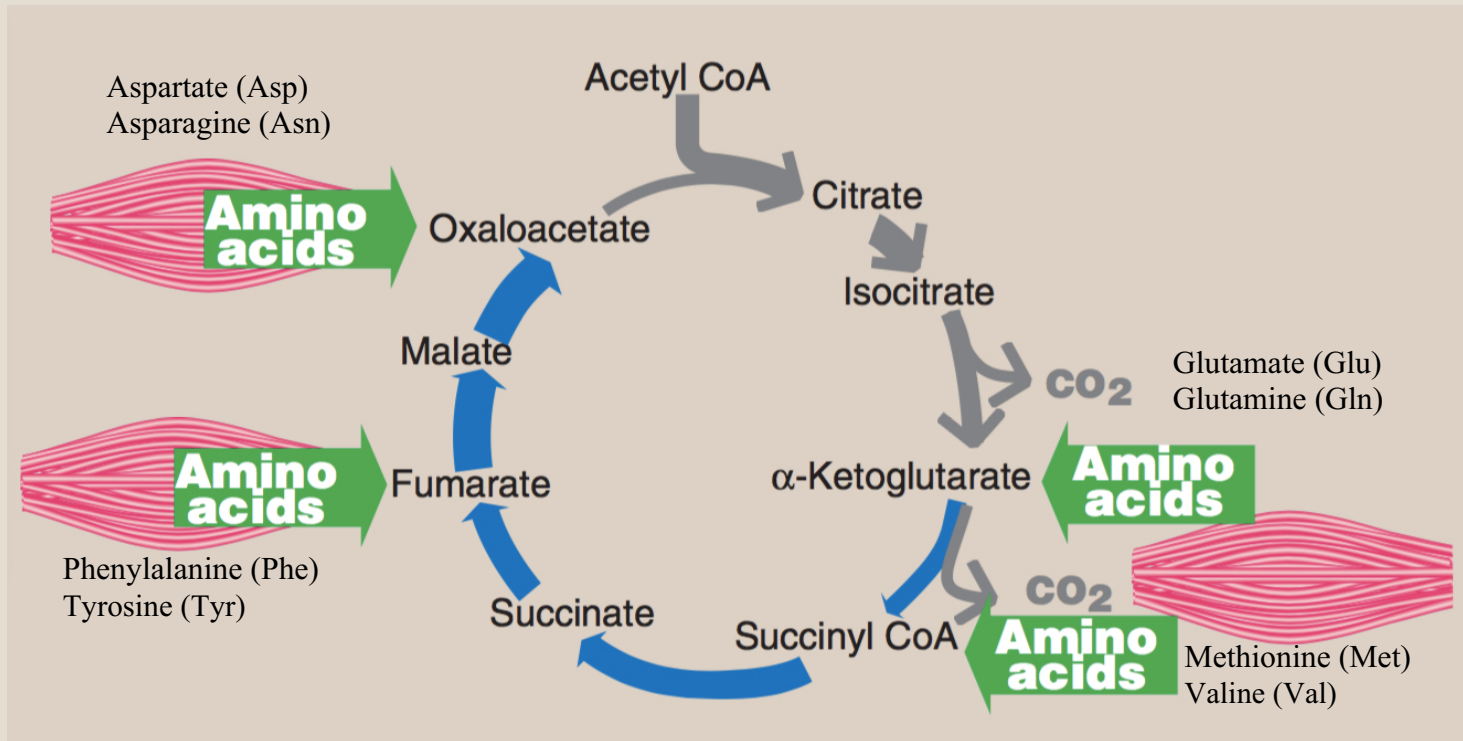 Aspartate (Asp)
Asparagine (Asn)
Amino
acids
Acetyl CoA
Oxaloacetate
Citrate
Isocitrate
Malate
CO₂
Glutamate (Glu)
Glutamine (Gln)
Amino
acids
Fumarate
α-Ketoglutarate
Amino
acids
Phenylalanine (Phe)
Tyrosine (Tyr)
Succinate
Succinyl CoA
CO₂
Amino
acids
Methionine (Met)
Valine (Val)